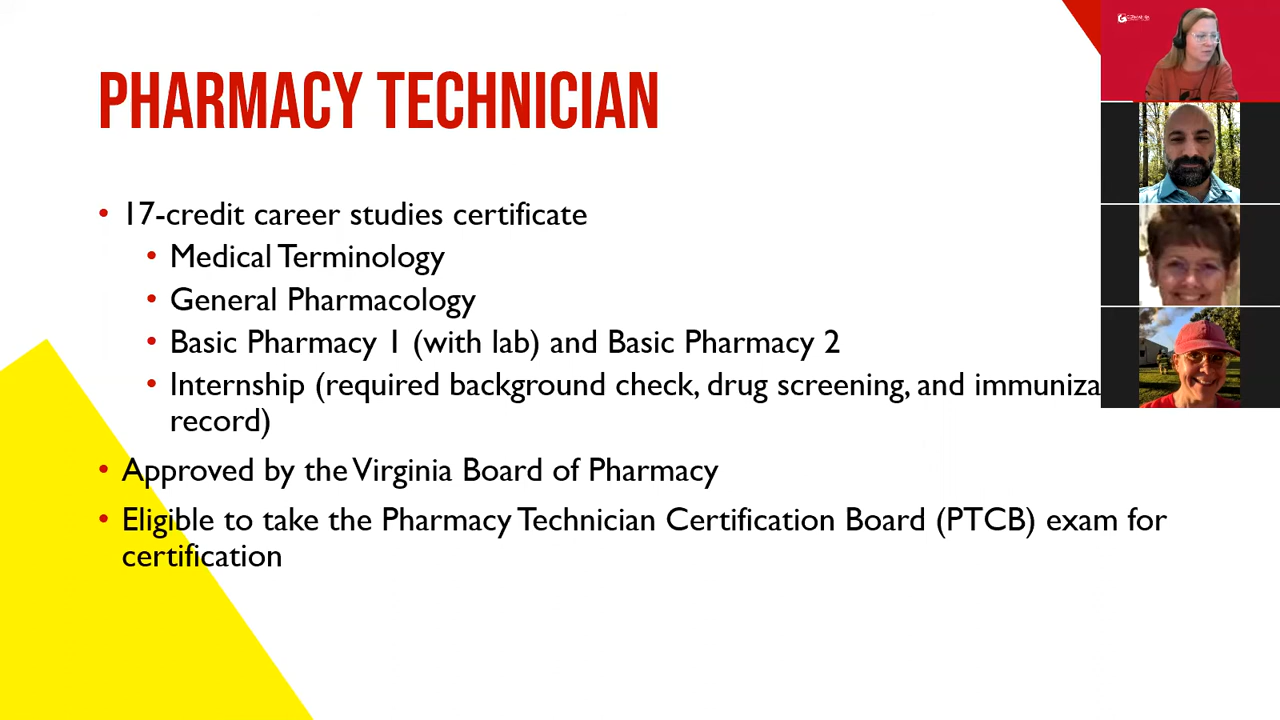 PHARMACY TECHNICIAN
• 17-credit career studies certificate
• Medical Terminology
• General Pharmacology
• Basic Pharmacy 1 (with lab) and Basic Pharmacy 2
• Internship (required background check, drug screening, and immuniza
record)
• Approved by the Virginia Board of Pharmacy
• Eligible to take the Pharmacy Technician Certification Board (PTCB) exam for
certification